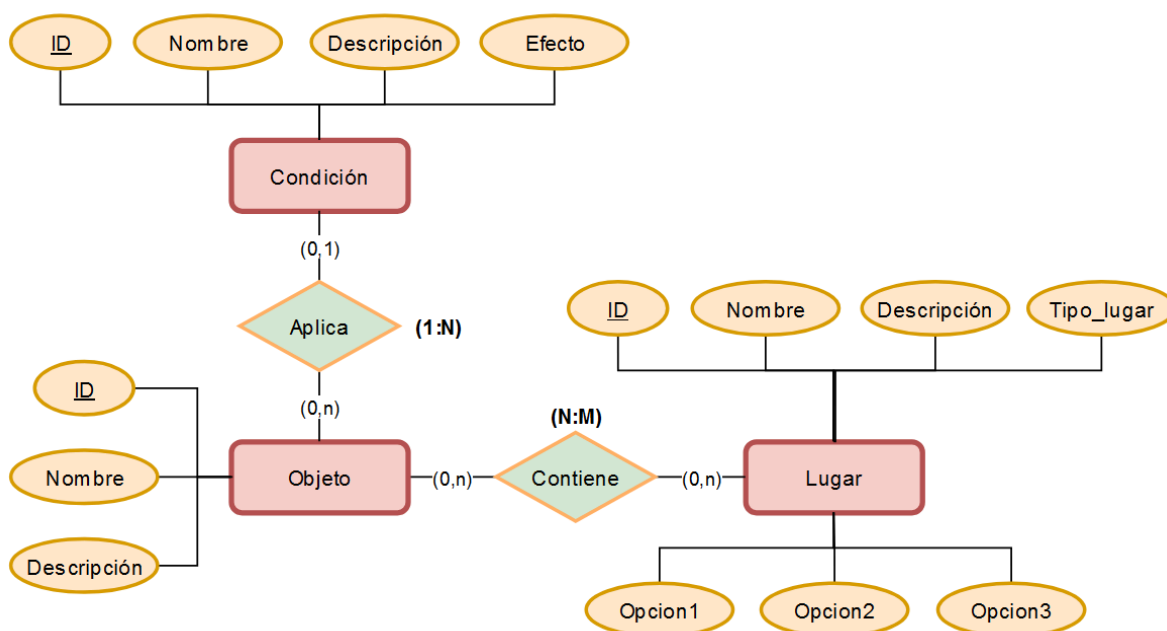 ID
Nombre
Descripción
Efecto
Condición
(0,1)
Aplica
(1:N)
(0,n)
ID
Nombre
Descripción
Tipo_lugar
ID
Nombre
Descripción
Objeto
(0,n)
(N:M)
Contiene
(0,n)
Lugar
Opcion1
Opcion2
Opcion3